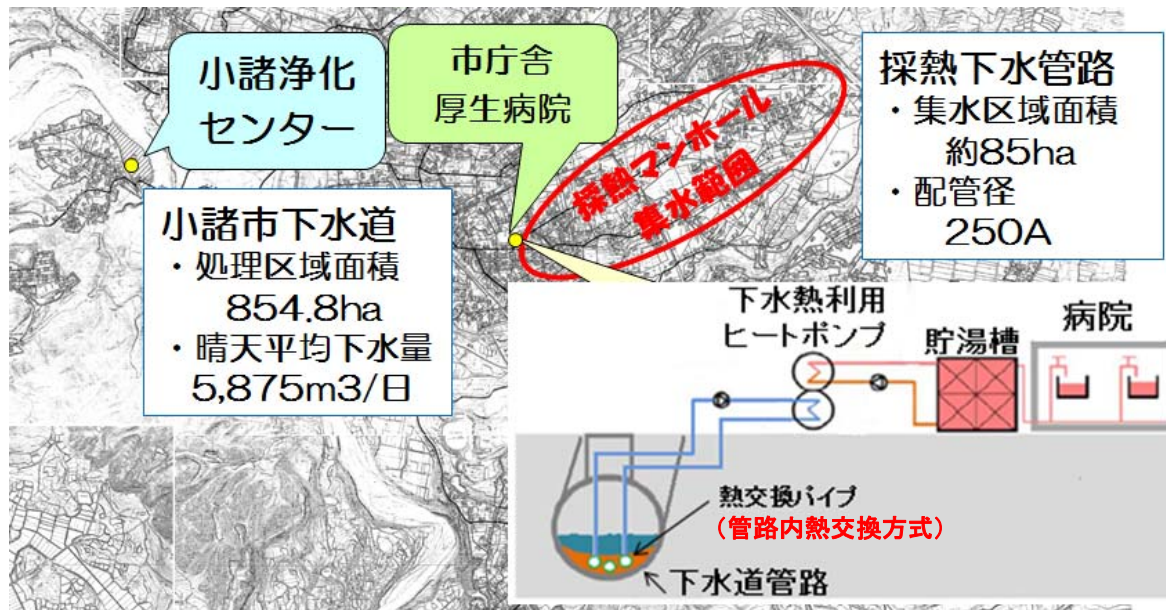 小諸浄化
センター
市庁舎
厚生病院
採熱マンホール
集水範囲
採熱下水管路
・集水区域面積
約85ha
・配管径
250A
小諸市下水道
・処理区域面積
854.8ha
・晴天平均下水量
5,875m3/日
下水熱利用
ヒートポンプ
貯湯槽
病院
熱交換パイプ
（管路内熱交換方式）
下水道管路